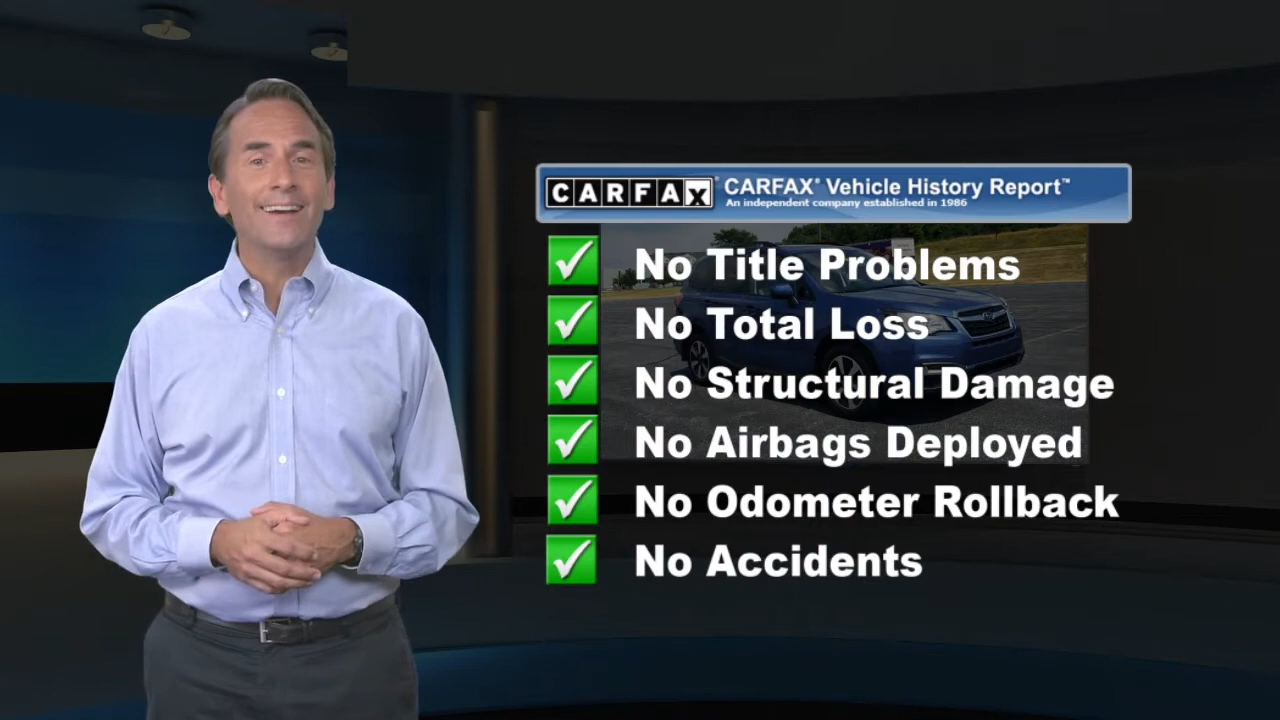 CARFAX® CARFAX® Vehicle History Report™
An independent company established in 1986
No Title Problems
No Total Loss
No Structural Damage
No Airbags Deployed
No Odometer Rollback
No Accidents